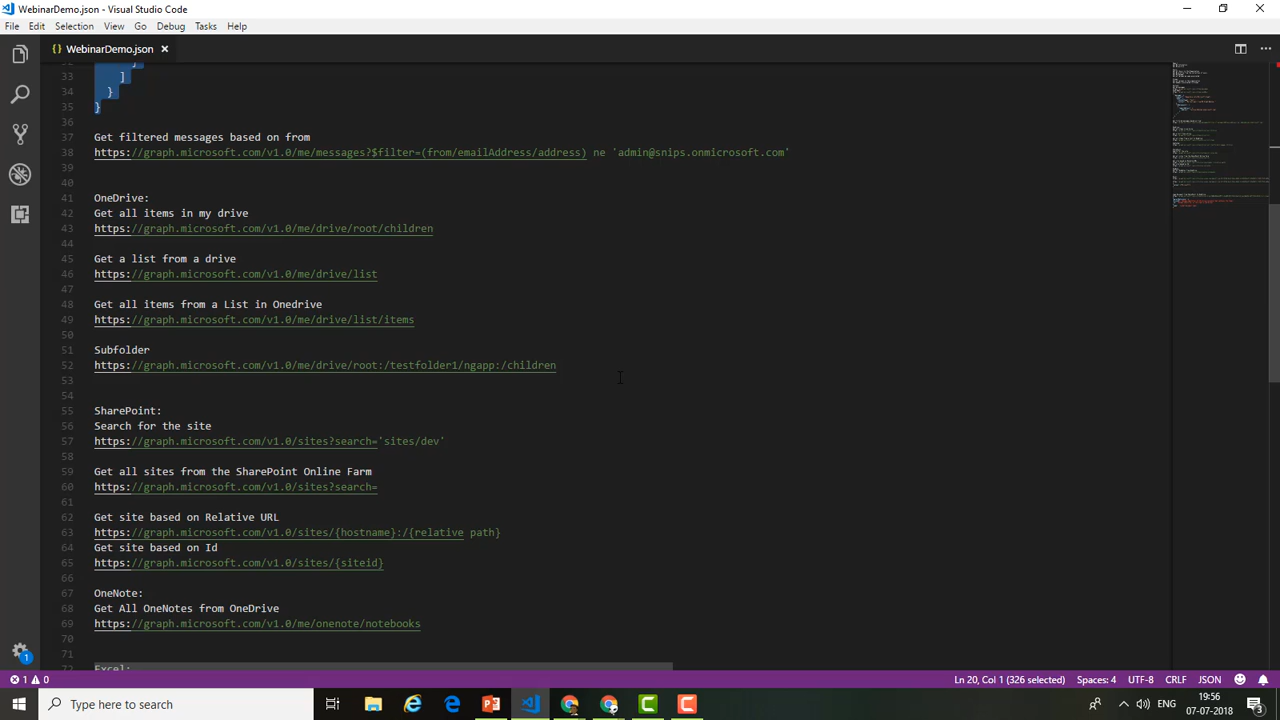 WebinarDemo.json - Visual Studio Code
File Edit Selection View Go Debug Tasks Help
{} WebinarDemo.json ×
32 ]
33 ]
34 }
35 }
36
37 Get filtered messages based on from
38 https://graph.microsoft.com/v1.0/me/messages?$filter=(from/emailAddress/address) ne 'admin@snips.onmicrosoft.com'
39
40
41 OneDrive:
42 Get all items in my drive
43 https://graph.microsoft.com/v1.0/me/drive/root/children
44
45 Get a list from a drive
46 https://graph.microsoft.com/v1.0/me/drive/list
47
48 Get all items from a List in Onedrive
49 https://graph.microsoft.com/v1.0/me/drive/list/items
50
51 Subfolder
52 https://graph.microsoft.com/v1.0/me/drive/root:/testfolder1/ngapp:/children
53
54
55 SharePoint:
56 Search for the site
57 https://graph.microsoft.com/v1.0/sites?search='sites/dev'
58
59 Get all sites from the SharePoint Online Farm
60 https://graph.microsoft.com/v1.0/sites?search=
61
62 Get site based on Relative URL
63 https://graph.microsoft.com/v1.0/sites/{hostname}:/{relative path}
64 Get site based on Id
65 https://graph.microsoft.com/v1.0/sites/{siteid}
66
67 OneNote:
68 Get All OneNotes from OneDrive
69 https://graph.microsoft.com/v1.0/me/onenote/notebooks
70
71
72 Excel:
1
1 0 Ln 20, Col 1 (326 selected) Spaces: 4 UTF-8 CRLF JSON
Type here to search
ENG 19:56
07-07-2018 3